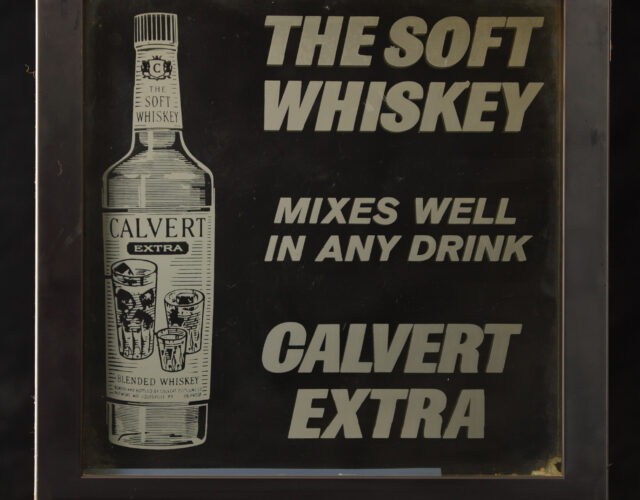 C
THE
SOFT
WHISKEY
CALVERT
EXTRA
BLENDED WHISKEY
THE SOFT
WHISKEY
MIXES WELL
IN ANY DRINK
CALVERT
EXTRA